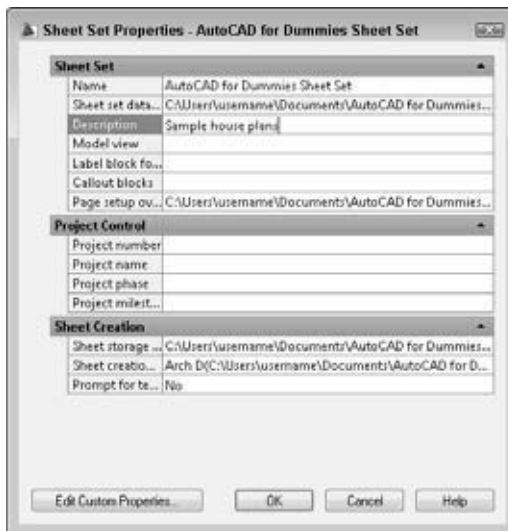 Sheet Set Properties - AutoCAD for Dummies Sheet Set
Sheet Set
Name AutoCAD for Dummies Sheet Set
Sheet set data... C:\Users\username\Documents\AutoCAD for Dummies...
Description Sample house plans
Model view
Label block fo...
Callout blocks
Page setup ov... C:\Users\username\Documents\AutoCAD for Dummies...
Project Control
Project number
Project name
Project phase
Project milest...
Sheet Creation
Sheet storage ... C:\Users\username\Documents\AutoCAD for Dummies...
Sheet creatio... Arch D(C:\Users\username\Documents\AutoCAD for D...
Prompt for te... No
Edit Custom Properties...
OK
Cancel
Help